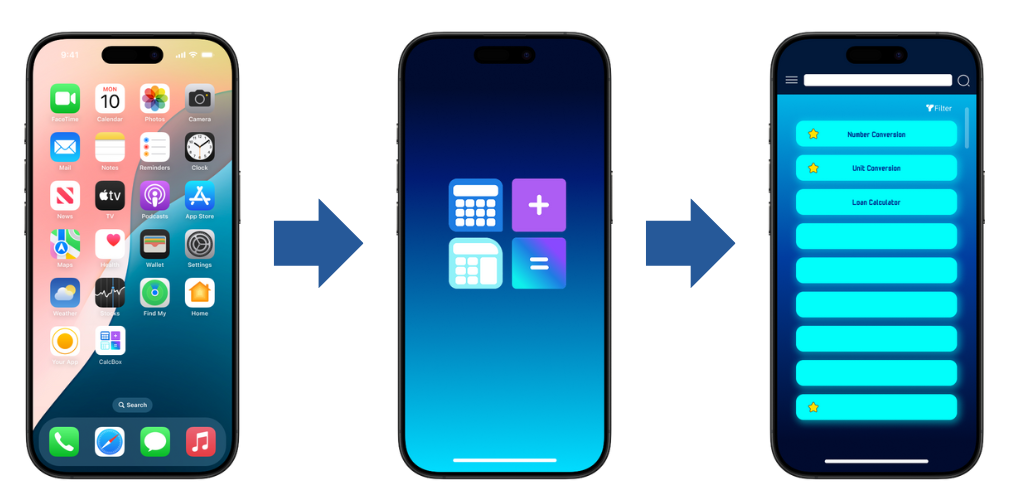 9:41
FaceTime
MON
10
Calendar
Photos
Camera
Mail
Notes
Reminders
Clock
News
tv
TV
Podcasts
App Store
Maps
Health
Wallet
Settings
Weather
Stocks
Find My
Home
CalcBox
Search
+
=
Filter
Number Conversion
Unit Conversion
Loan Calculator